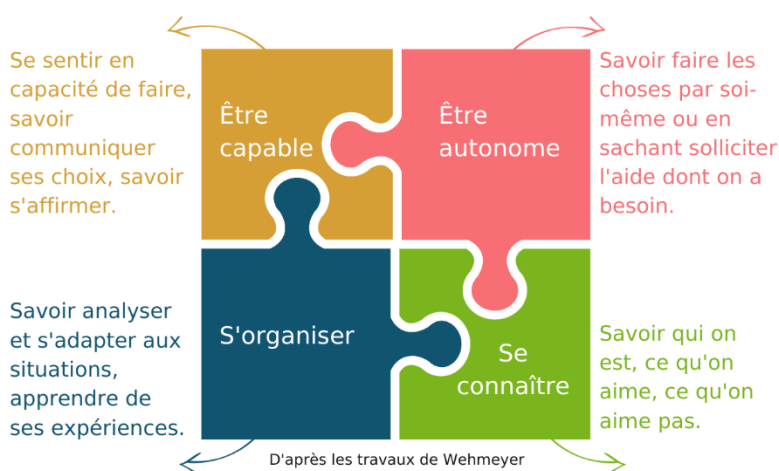 Se sentir en
capacité de faire,
savoir
communiquer
ses choix, savoir
s'affirmer.
Être
capable
Être
autonome
Savoir faire les
choses par soi-
même ou en
sachant solliciter
l'aide dont on a
besoin.
Savoir analyser
et s'adapter aux
situations,
apprendre de
ses expériences.
S'organiser
Se
connaître
Savoir qui on
est, ce qu'on
aime, ce qu'on
aime pas.
D'après les travaux de Wehmeyer